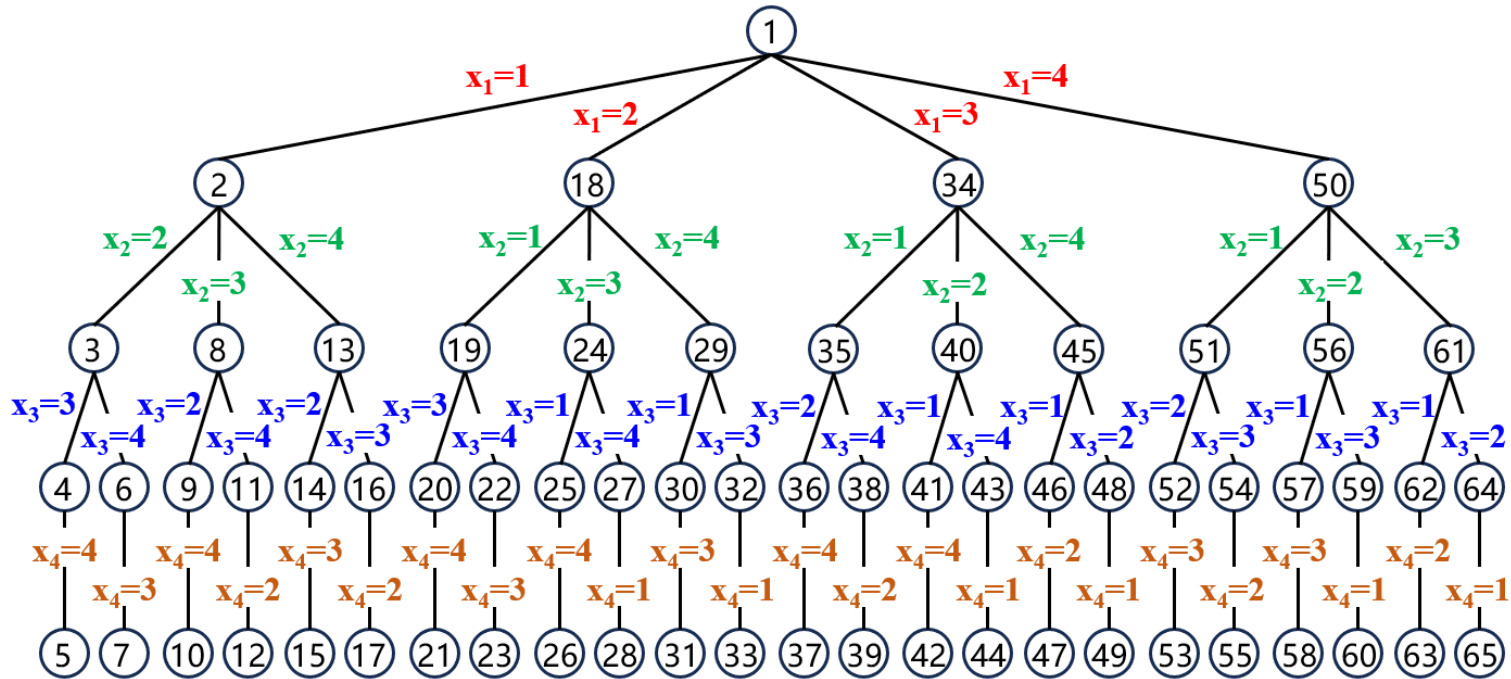 1
x1=1 x1=2 x1=3 x1=4
2 18 34 50
x2=2 x2=3 x2=4 x2=1 x2=3 x2=4 x2=1 x2=2 x2=4 x2=1 x2=2 x2=3
3 8 13 19 24 29 35 40 45 51 56 61
x3=3 x3=4 x3=2 x3=4 x3=2 x3=3 x3=3 x3=4 x3=1 x3=4 x3=1 x3=3 x3=2 x3=4 x3=1 x3=4 x3=1 x3=2 x3=2 x3=3 x3=1 x3=3 x3=1 x3=2
4 6 9 11 14 16 20 22 25 27 30 32 36 38 41 43 46 48 52 54 57 59 62 64
x4=4 x4=3 x4=4 x4=2 x4=3 x4=2 x4=4 x4=3 x4=4 x4=1 x4=3 x4=1 x4=4 x4=2 x4=4 x4=1 x4=2 x4=1 x4=3 x4=2 x4=3 x4=1 x4=2 x4=1
5 7 10 12 15 17 21 23 26 28 31 33 37 39 42 44 47 49 53 55 58 60 63 65